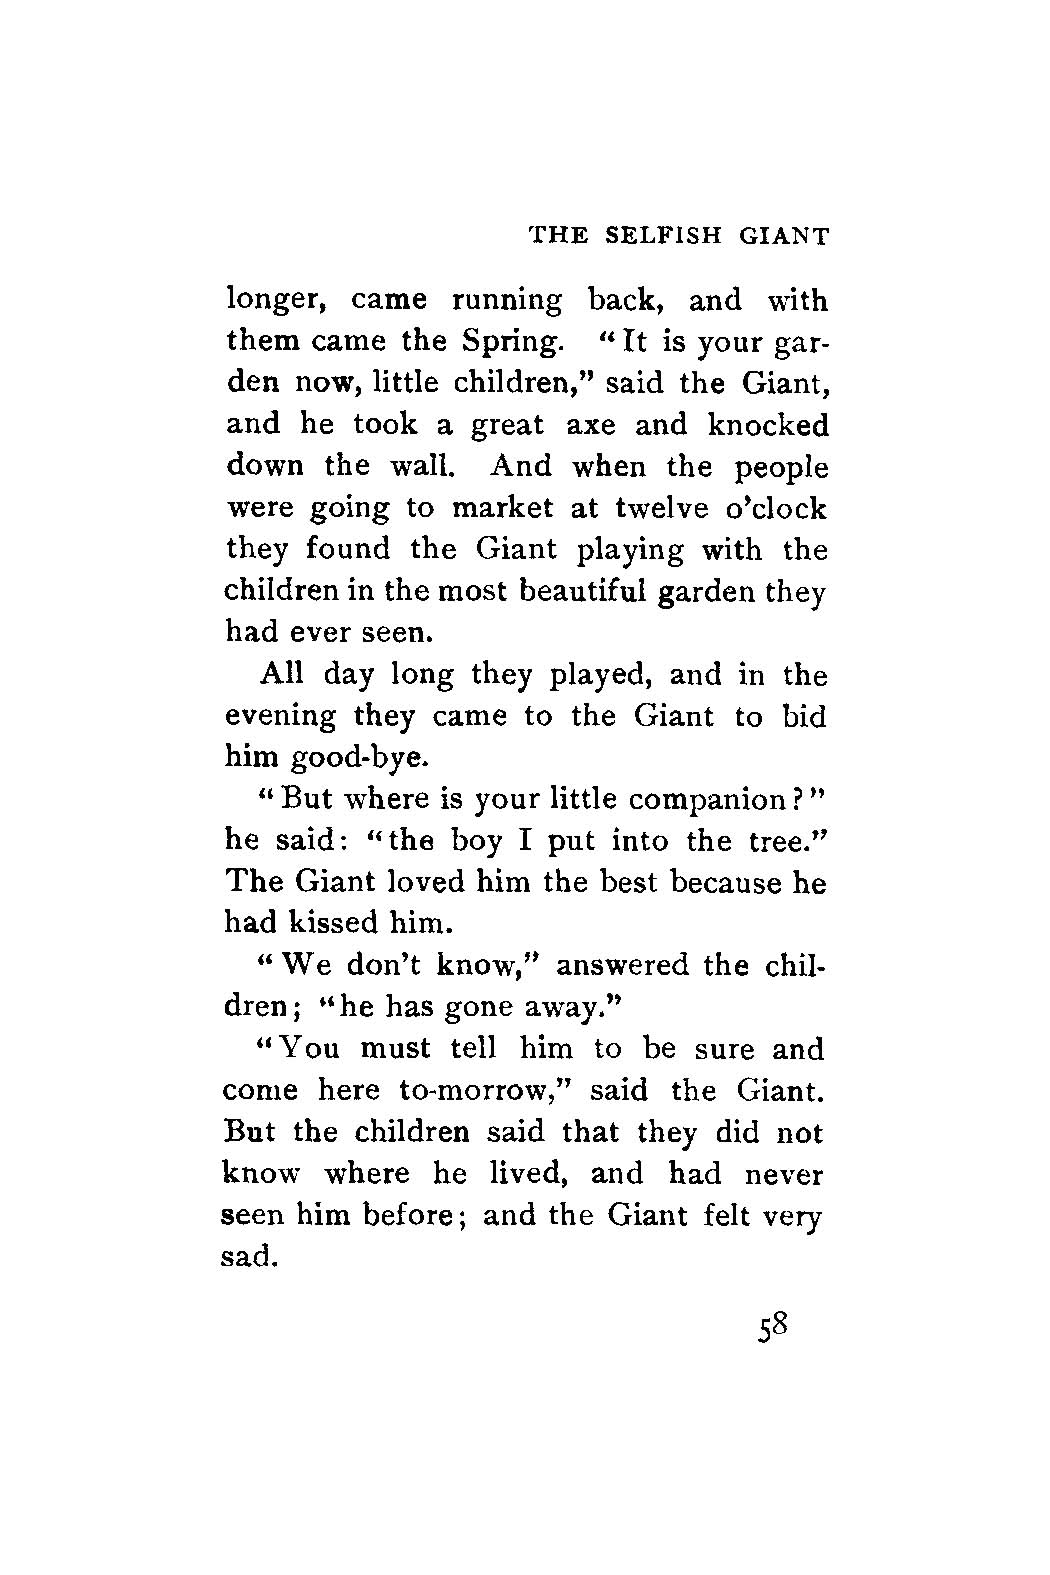 THE SELFISH GIANT
longer, came running back, and with
them came the Spring. “It is your gar-
den now, little children,” said the Giant,
and he took a great axe and knocked
down the wall. And when the people
were going to market at twelve o’clock
they found the Giant playing with the
children in the most beautiful garden they
had ever seen.
All day long they played, and in the
evening they came to the Giant to bid
him good-bye.
“But where is your little companion?”
he said: “the boy I put into the tree.”
The Giant loved him the best because he
had kissed him.
“We don’t know,” answered the chil-
dren; “he has gone away.”
“You must tell him to be sure and
come here to-morrow,” said the Giant.
But the children said that they did not
know where he lived, and had never
seen him before; and the Giant felt very
sad.
58